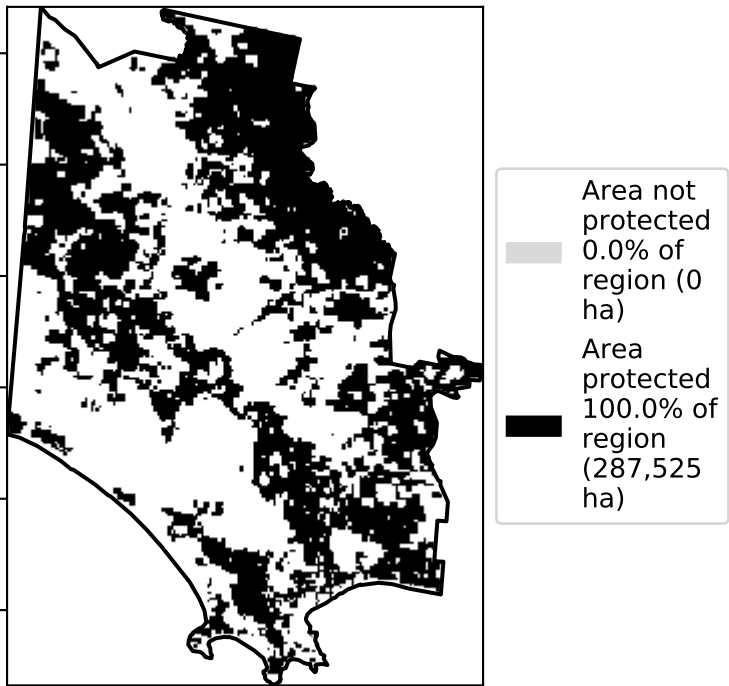 Area not
protected
0.0% of
region (0
ha)
Area
protected
100.0% of
region
(287,525
ha)